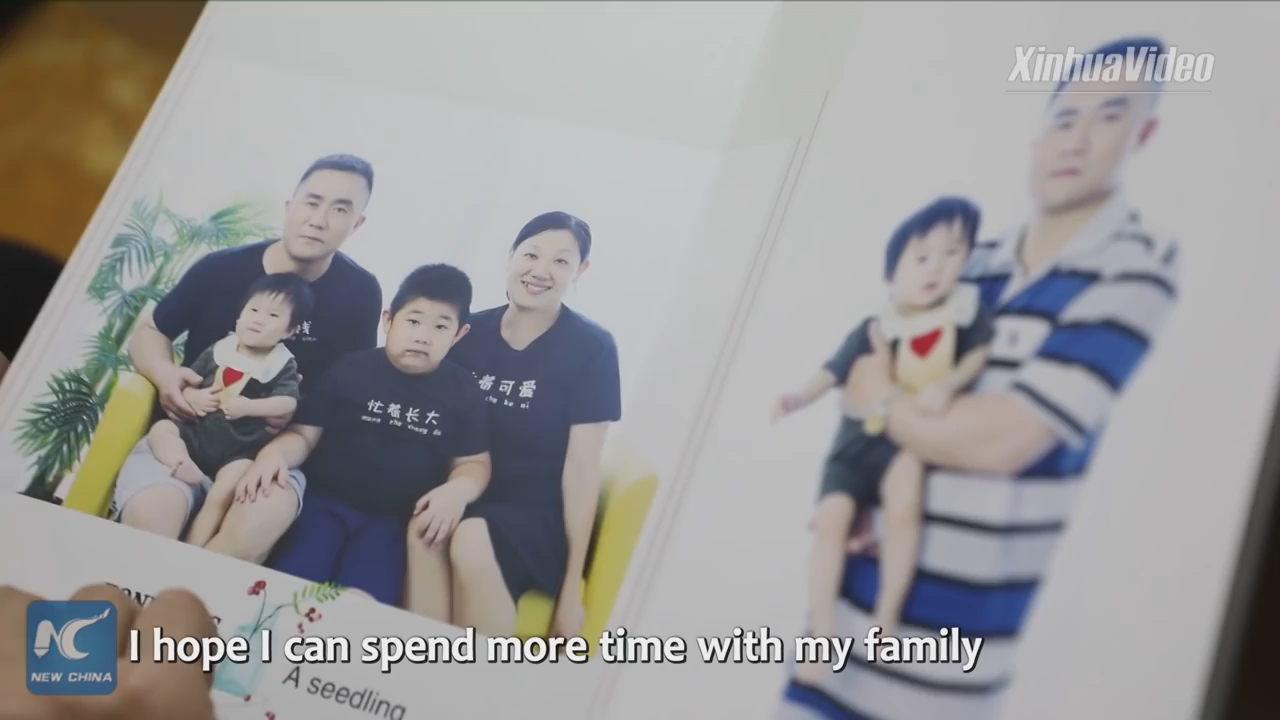 XinhuaVideo
着可爱
zhe ke ai
忙着长大
mang zhe zhang da
NC
NEW CHINA
I hope I can spend more time with my family
A seedling